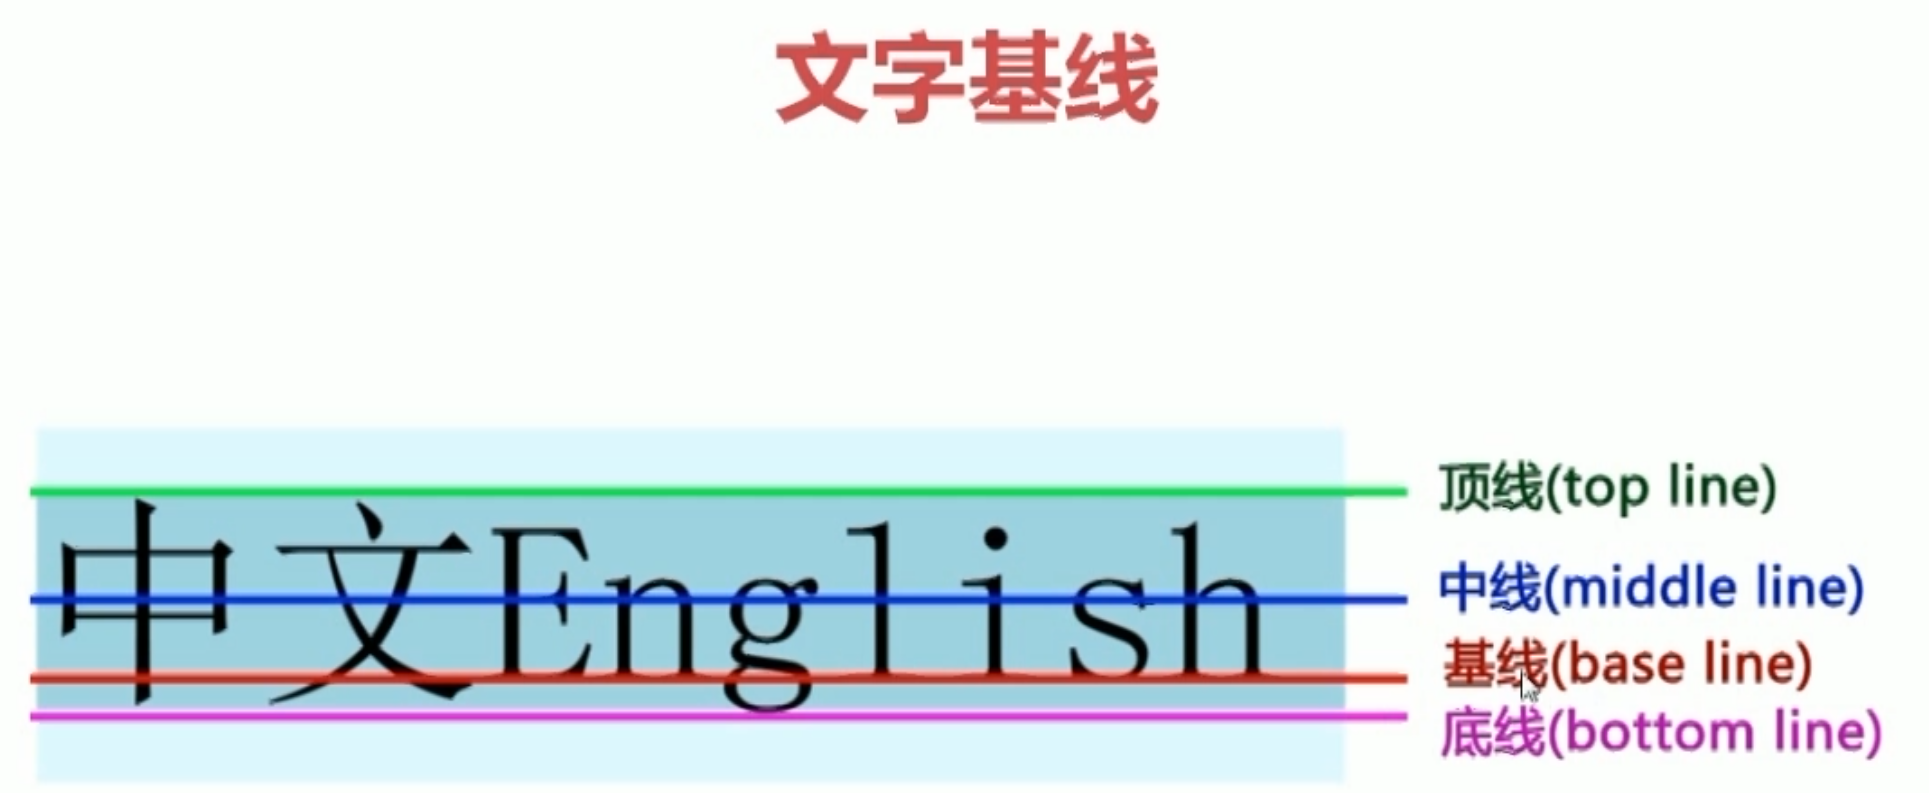 文字基线
中文English
顶线(top line)
中线(middle line)
基线(base line)
底线(bottom line)